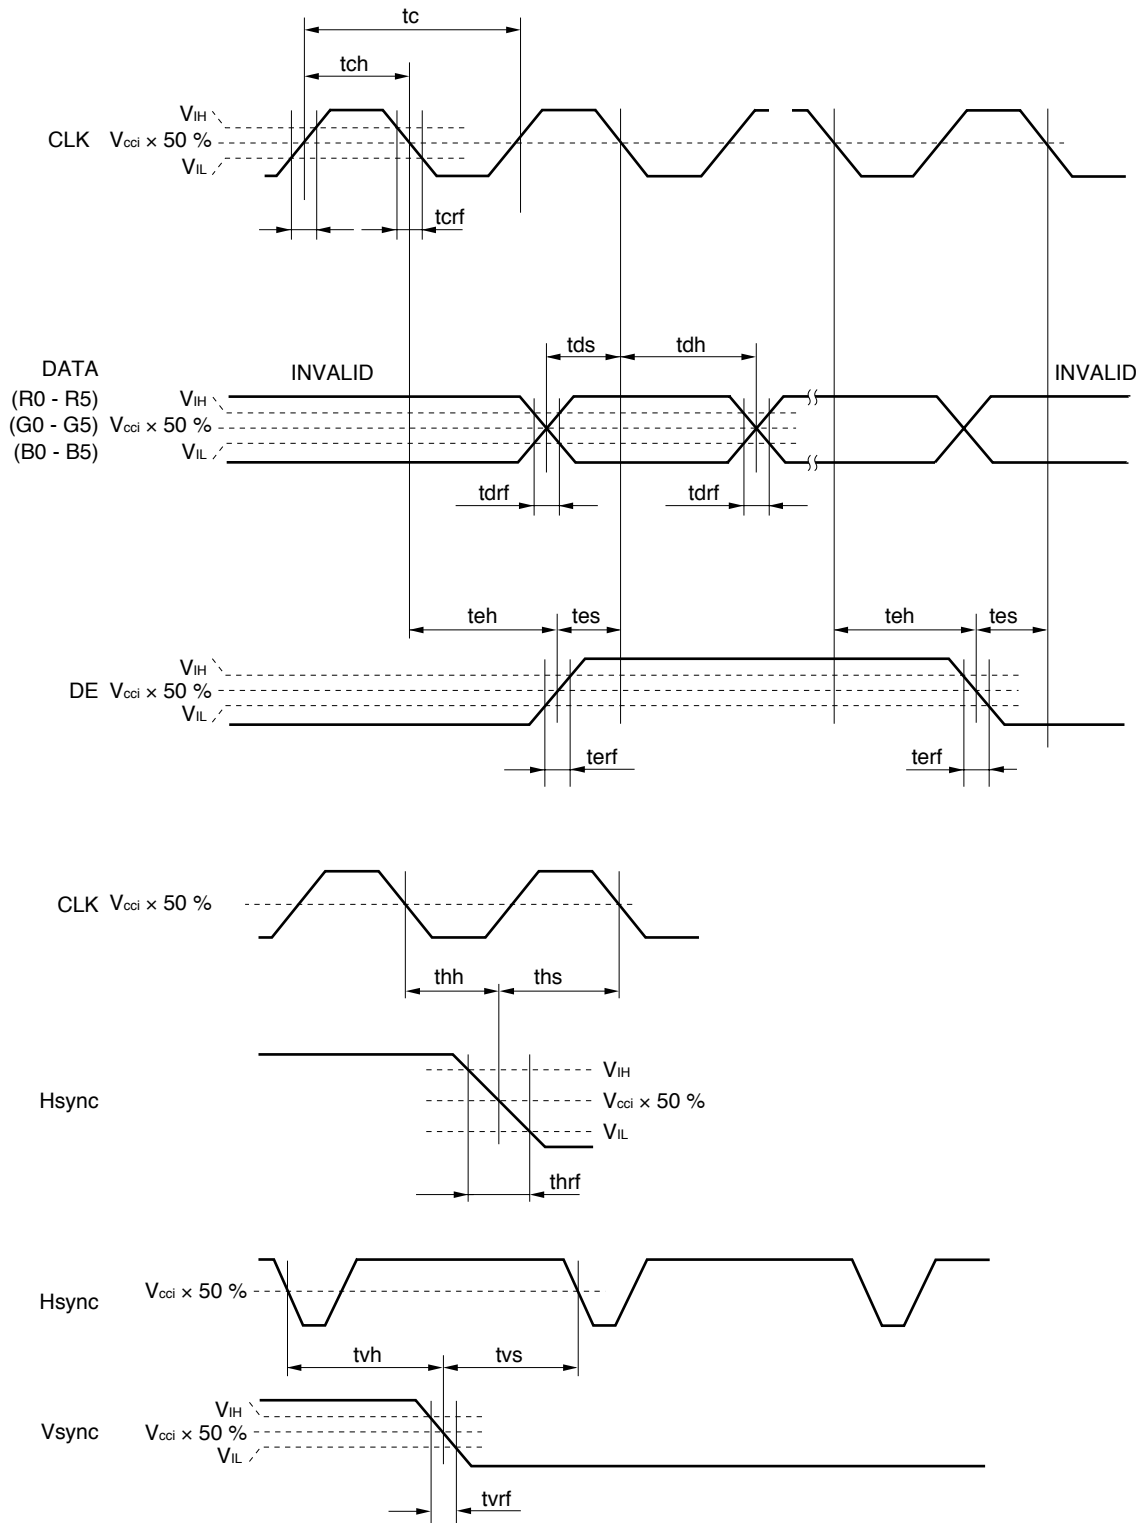 tc
tch
VIH
CLK Vcci × 50 %
VIL
tcrf
tds tdh
DATA INVALID INVALID
(R0 - R5) VIH
(G0 - G5) Vcci × 50 %
(B0 - B5) VIL
tdrf tdrf
teh tes teh tes
VIH
DE Vcci × 50 %
VIL
terf terf
CLK Vcci × 50 %
thh ths
VIH
Hsync Vcci × 50 %
VIL
thrf
Vcci × 50 %
Hsync
tvh tvs
VIH
Vsync Vcci × 50 %
VIL
tvrf